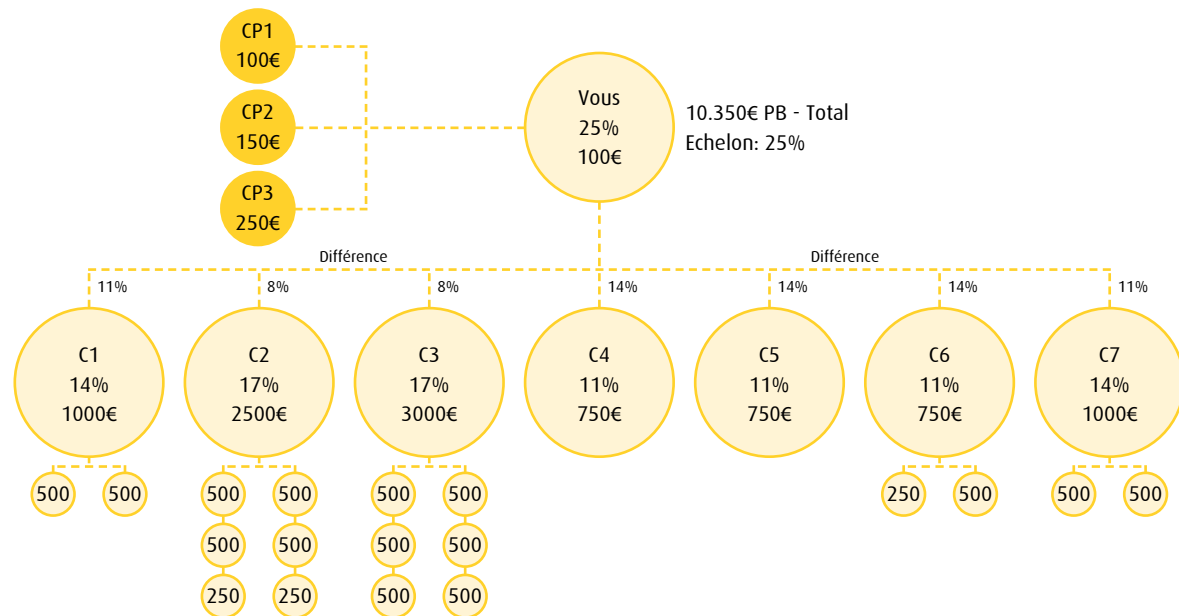 CP1
100€
CP2
150€
CP3
250€
Vous
25%
100€
10.350€ PB - Total
Echelon: 25%
Différence
Différence
11%
8%
8%
14%
14%
14%
11%
C1
14%
1000€
C2
17%
2500€
C3
17%
3000€
C4
11%
750€
C5
11%
750€
C6
11%
750€
C7
14%
1000€
500 500
500 500
500 500
250 250
500 500
500 500
500 500
250 500
500 500